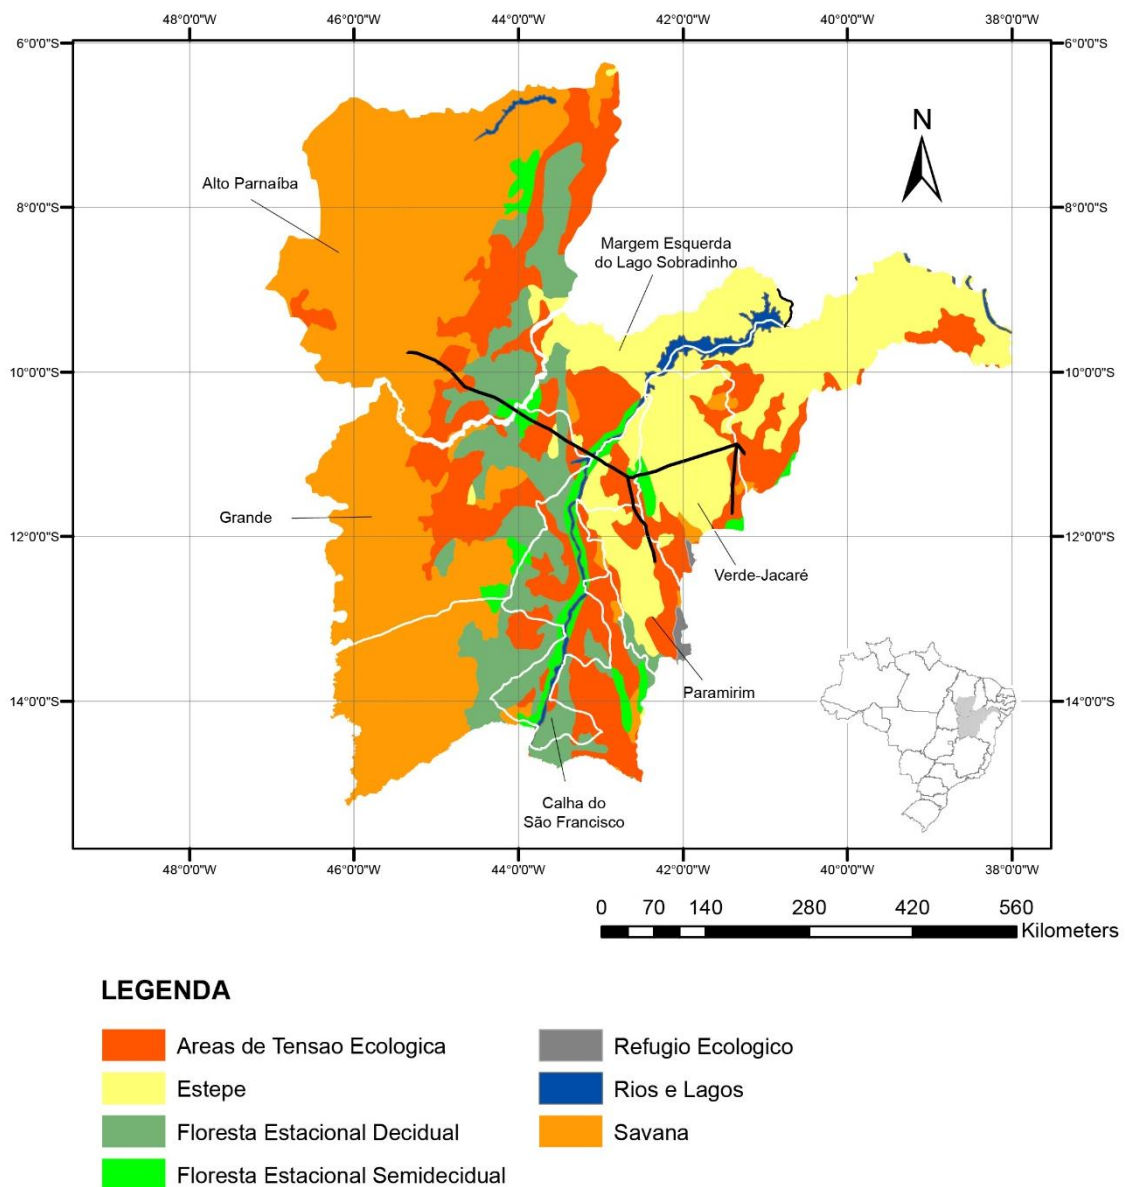 48°0'0"W 46°0'0"W 44°0'0"W 42°0'0"W 40°0'0"W 38°0'0"W
6°0'0"S 6°0'0"S
N
Alto Parnaíba
8°0'0"S 8°0'0"S
Margem Esquerda
do Lago Sobradinho
10°0'0"S 10°0'0"S
Grande
12°0'0"S 12°0'0"S
Verde-Jacaré
Paramirim
14°0'0"S 14°0'0"S
Calha do
São Francisco
48°0'0"W 46°0'0"W 44°0'0"W 42°0'0"W 40°0'0"W 38°0'0"W
0 70 140 280 420 560
Kilometers
LEGENDA
Areas de Tensao Ecologica
Estepe
Floresta Estacional Decidual
Floresta Estacional Semidecidual
Refugio Ecologico
Rios e Lagos
Savana